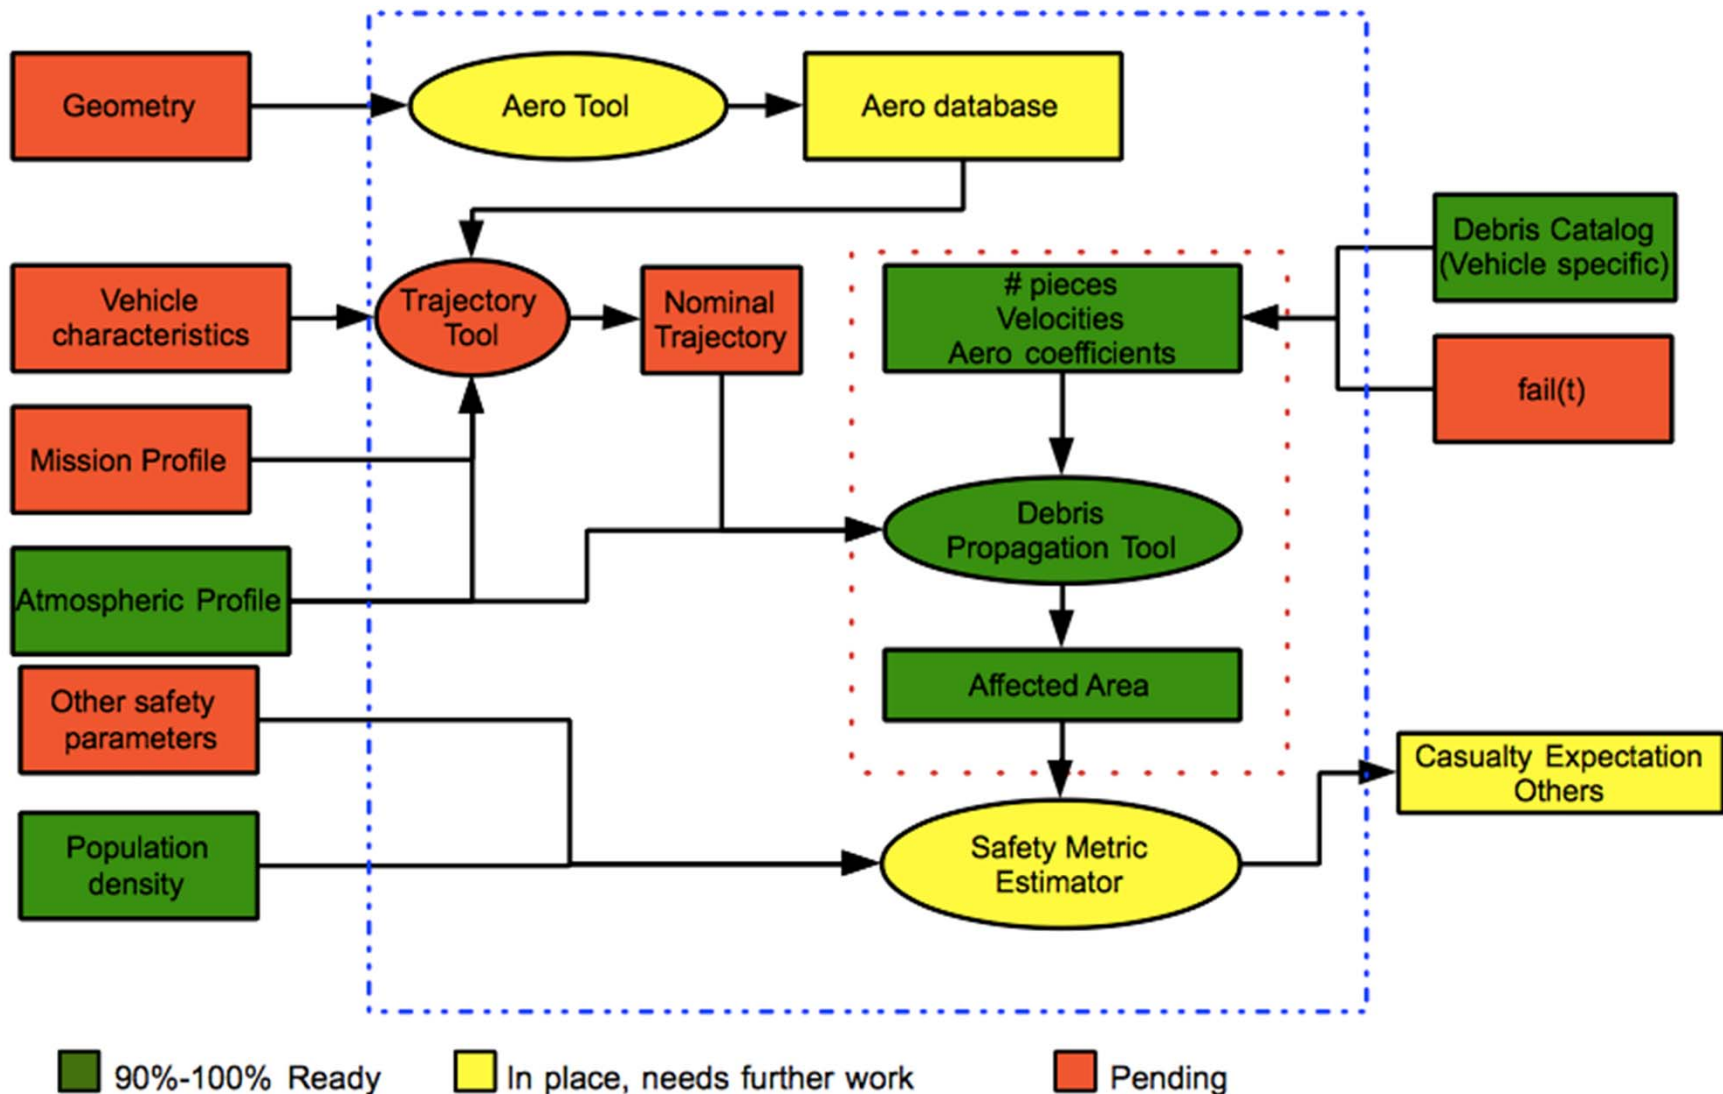 Geometry
Aero Tool
Aero database
Debris Catalog
(Vehicle specific)
Vehicle
characteristics
Trajectory
Tool
Nominal
Trajectory
# pieces
Velocities
Aero coefficients
fail(t)
Mission Profile
Debris
Propagation Tool
Atmospheric Profile
Other safety
parameters
Affected Area
Casualty Expectation
Others
Population
density
Safety Metric
Estimator
90%-100% Ready
In place, needs further work
Pending